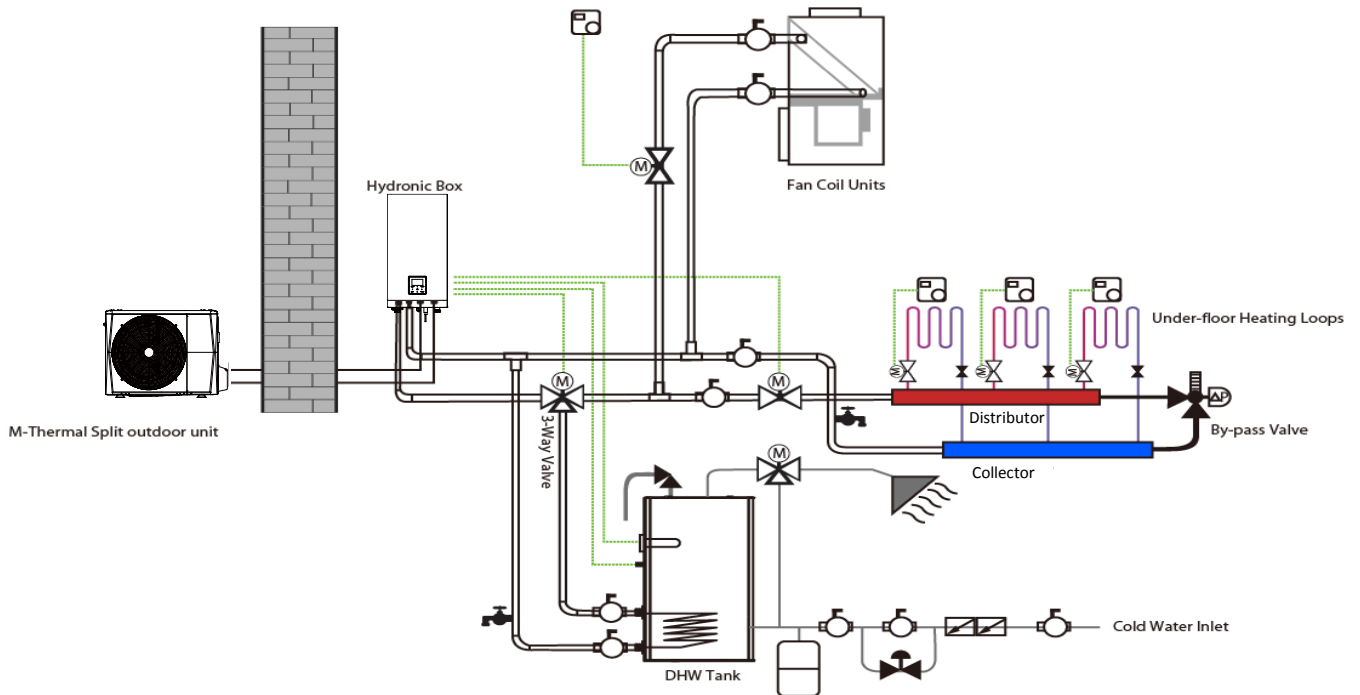 Fan Coil Units
Hydronic Box
M
M-Thermal Split outdoor unit
Under-floor Heating Loops
M
M
M
M
M
ΔP
Distributor
By-pass Valve
3-Way Valve
Collector
M
Cold Water Inlet
DHW Tank